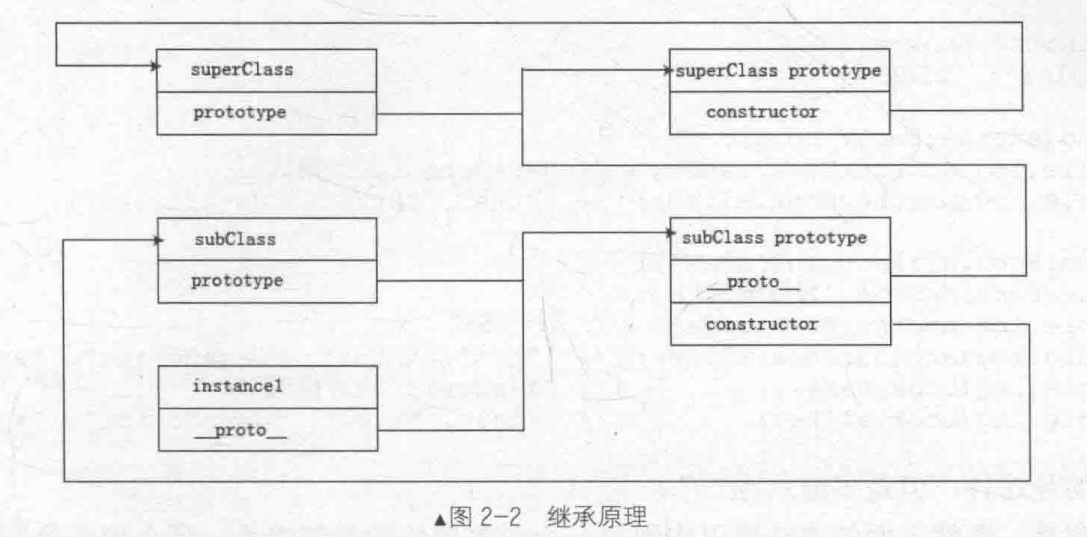 superClass
prototype
superClass prototype
constructor
subClass
prototype
subClass prototype
__proto__
constructor
instance1
__proto__
▲图 2-2 继承原理